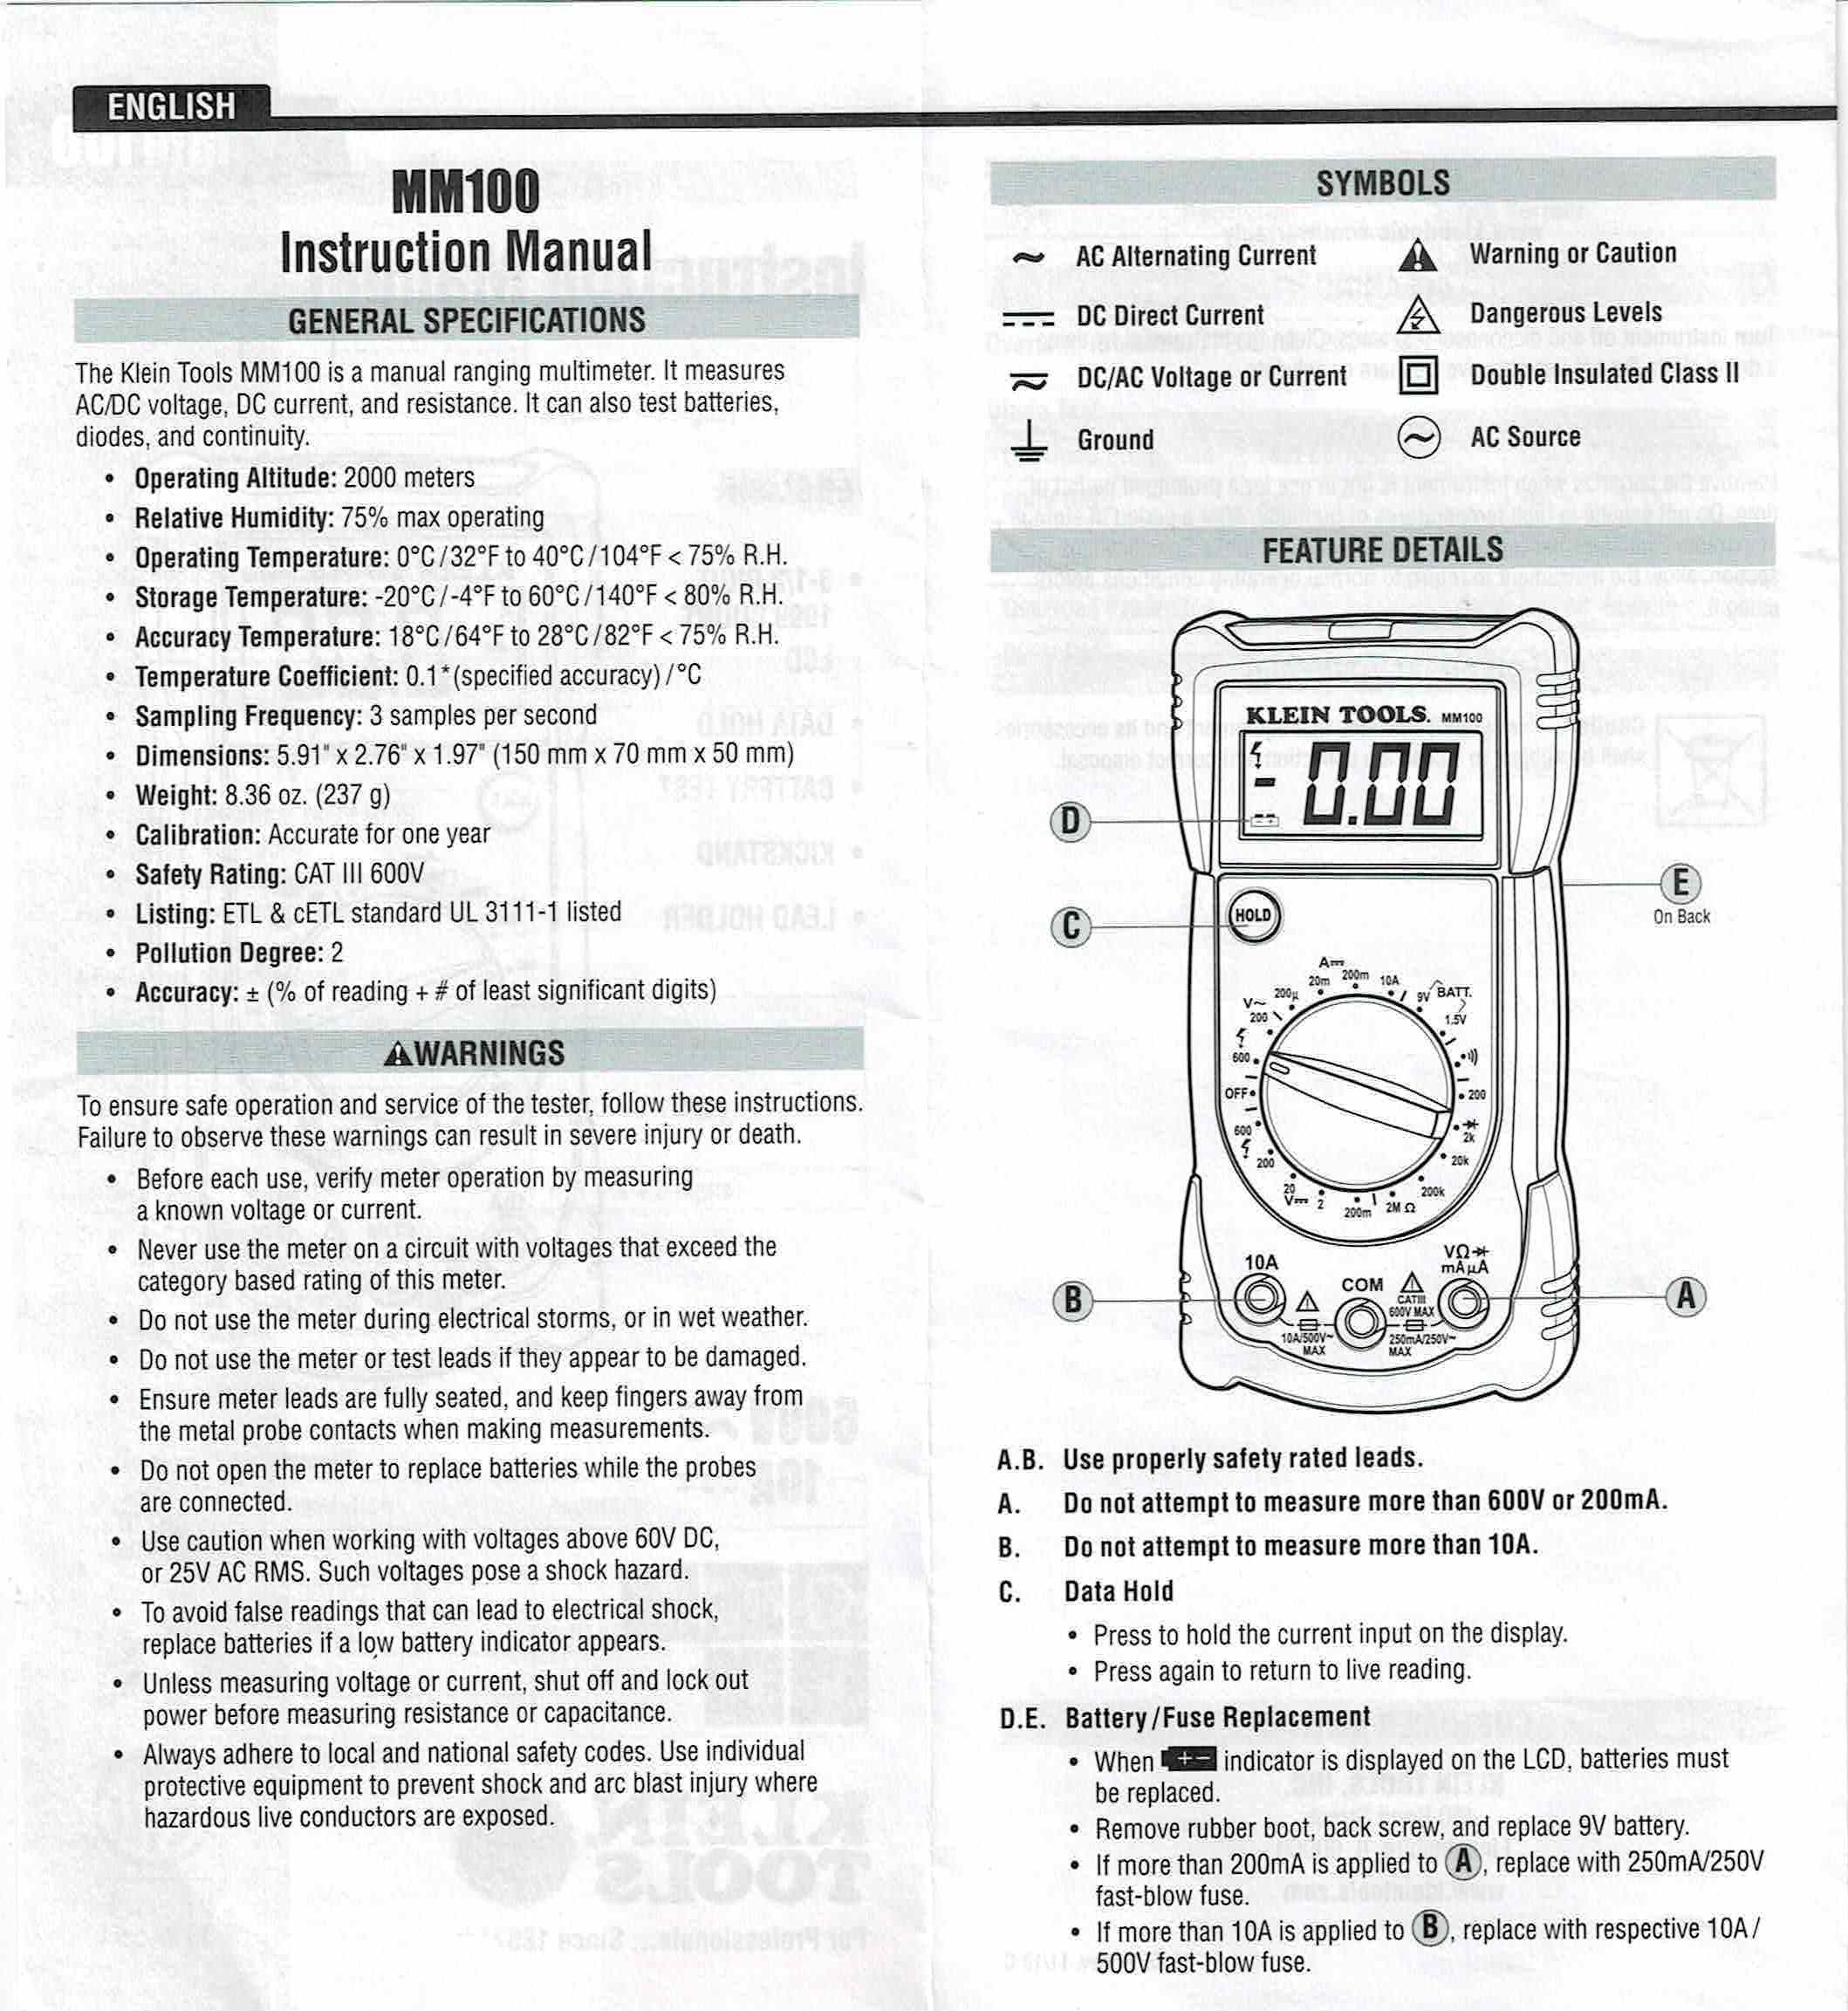 ENGLISH
MM100
Instruction Manual
GENERAL SPECIFICATIONS
The Klein Tools MM100 is a manual ranging multimeter. It measures
AC/DC voltage, DC current, and resistance. It can also test batteries,
diodes, and continuity.
• Operating Altitude: 2000 meters
• Relative Humidity: 75% max operating
• Operating Temperature: 0°C/32°F to 40°C/104°F < 75% R.H.
• Storage Temperature: -20°C/-4°F to 60°C/140°F < 80% R.H.
• Accuracy Temperature: 18°C/64°F to 28°C/82°F < 75% R.H.
• Temperature Coefficient: 0.1*(specified accuracy)/°C
• Sampling Frequency: 3 samples per second
• Dimensions: 5.91" x 2.76" x 1.97" (150 mm x 70 mm x 50 mm)
• Weight: 8.36 oz. (237 g)
• Calibration: Accurate for one year
• Safety Rating: CAT III 600V
• Listing: ETL & cETL standard UL 3111-1 listed
• Pollution Degree: 2
• Accuracy: ± (% of reading + # of least significant digits)
⚠WARNINGS
To ensure safe operation and service of the tester, follow these instructions.
Failure to observe these warnings can result in severe injury or death.
• Before each use, verify meter operation by measuring
a known voltage or current.
• Never use the meter on a circuit with voltages that exceed the
category based rating of this meter.
• Do not use the meter during electrical storms, or in wet weather.
• Do not use the meter or test leads if they appear to be damaged.
• Ensure meter leads are fully seated, and keep fingers away from
the metal probe contacts when making measurements.
• Do not open the meter to replace batteries while the probes
are connected.
• Use caution when working with voltages above 60V DC,
or 25V AC RMS. Such voltages pose a shock hazard.
• To avoid false readings that can lead to electrical shock,
replace batteries if a low battery indicator appears.
• Unless measuring voltage or current, shut off and lock out
power before measuring resistance or capacitance.
• Always adhere to local and national safety codes. Use individual
protective equipment to prevent shock and arc blast injury where
hazardous live conductors are exposed.
SYMBOLS
AC Alternating Current
Warning or Caution
DC Direct Current
Dangerous Levels
DC/AC Voltage or Current
Double Insulated Class II
Ground
AC Source
FEATURE DETAILS
KLEIN TOOLS. MM100
0.00
D
E
On Back
C
HOLD
A⎓
20m 200m 10A
200µ
9V BATT.
V~
200
1.5V
600
OFF
200
600
2k
200
20k
20
V⎓ 2 200m 2M Ω 200k
10A
COM
VΩ
mAµA
B
A
CAT III
600V MAX
10A/500V~
MAX
250mA/250V~
MAX
A.B. Use properly safety rated leads.
A. Do not attempt to measure more than 600V or 200mA.
B. Do not attempt to measure more than 10A.
C. Data Hold
• Press to hold the current input on the display.
• Press again to return to live reading.
D.E. Battery/Fuse Replacement
• When indicator is displayed on the LCD, batteries must
be replaced.
• Remove rubber boot, back screw, and replace 9V battery.
• If more than 200mA is applied to A, replace with 250mA/250V
fast-blow fuse.
• If more than 10A is applied to B, replace with respective 10A/
500V fast-blow fuse.